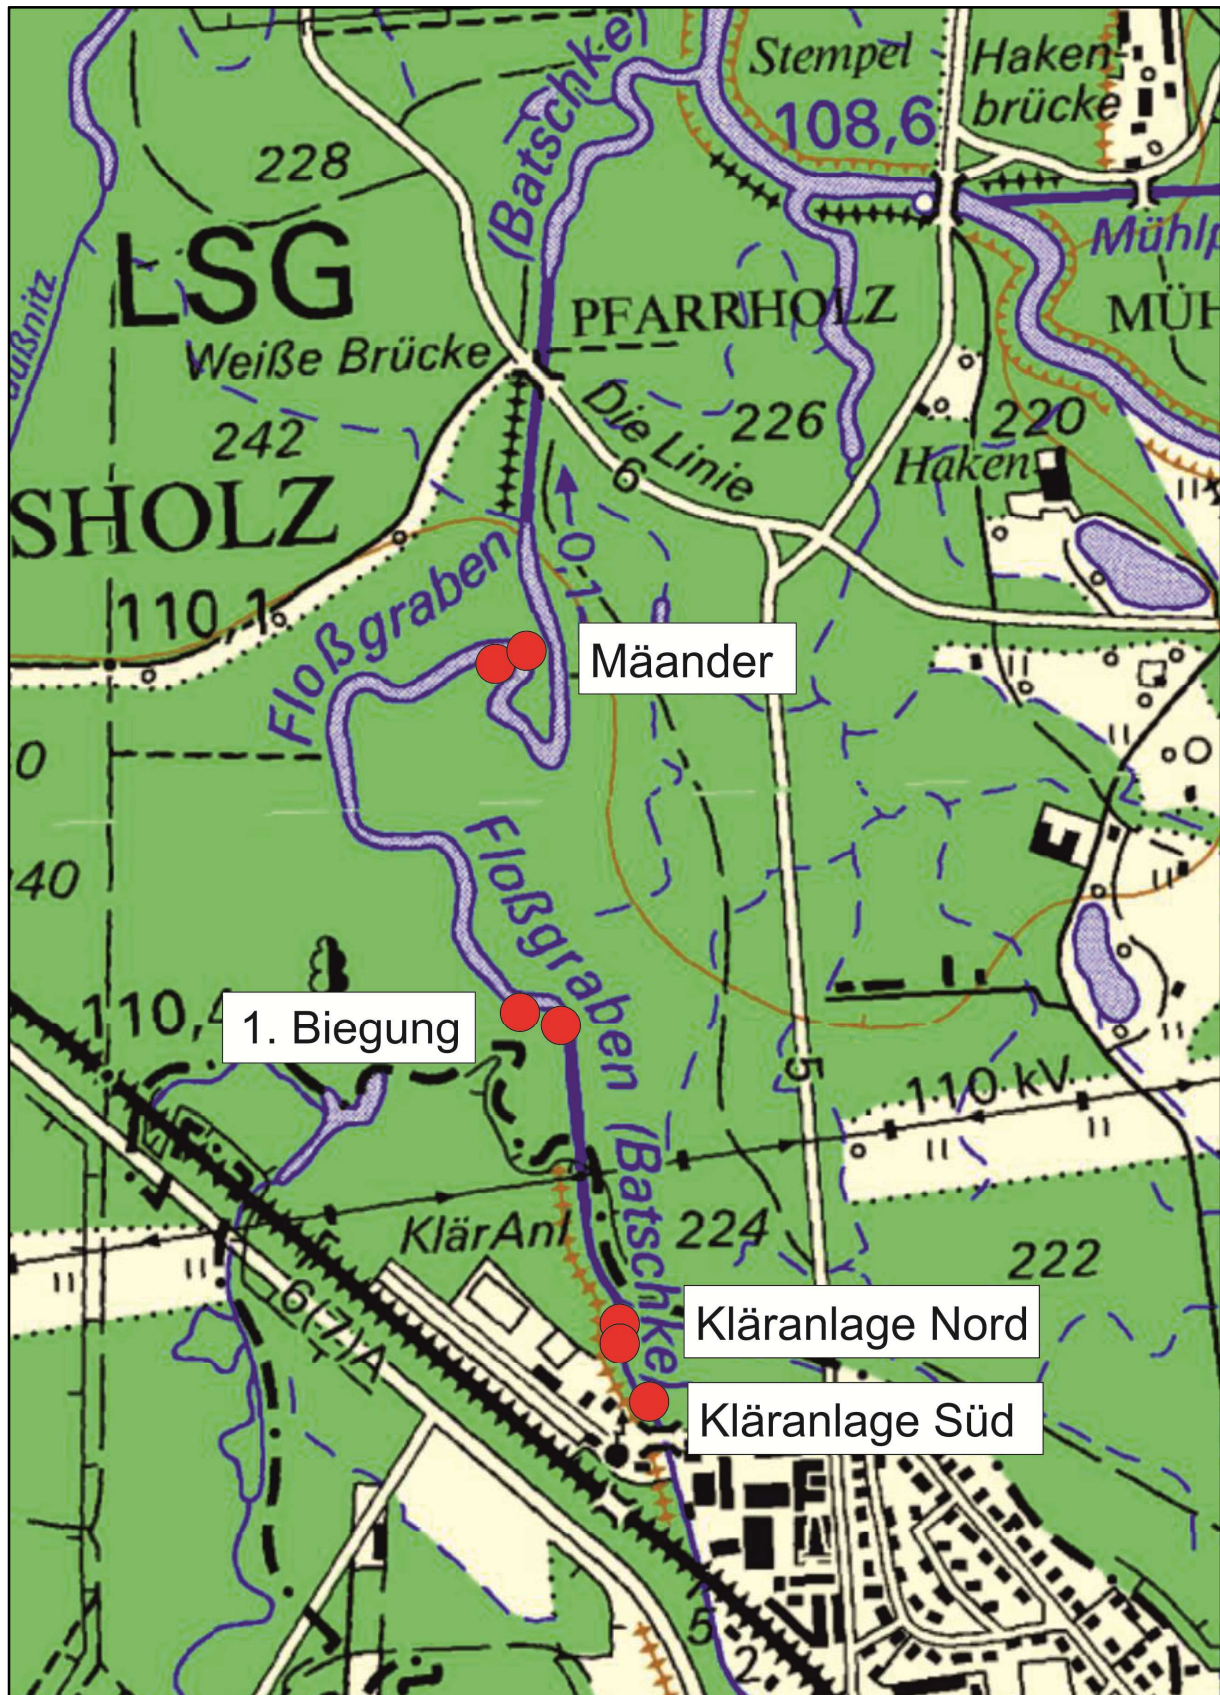 (Batschke)
Stempel
Haken-
brücke
108,6
228
Mühlp
LSG
PFARRHOLZ
MÜH
Weiße Brücke
Die Linie
242
226
220
6
Haken
SHOLZ
0,1
110,1
Floßgraben
Mäander
0
40
Floßgraben (Batschke
110,4
1. Biegung
5
110 kV
KlärAnl
224
222
6(7)A
Kläranlage Nord
Kläranlage Süd
5
2